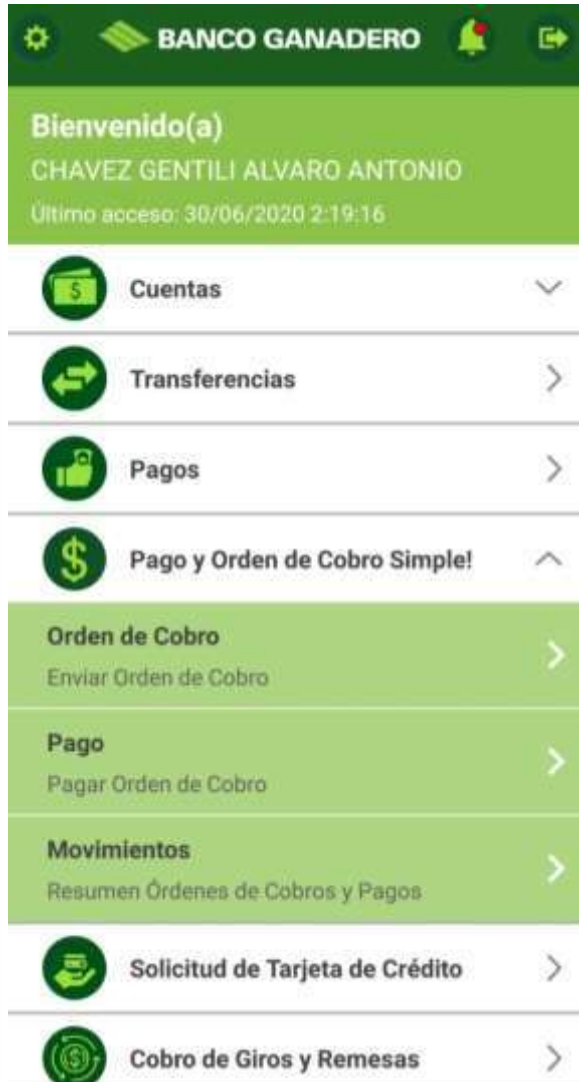 BANCO GANADERO
Bienvenido(a)
CHAVEZ GENTILI ALVARO ANTONIO
Último acceso: 30/06/2020 2:19:16
Cuentas
Transferencias
Pagos
Pago y Orden de Cobro Simple!
Orden de Cobro
Enviar Orden de Cobro
Pago
Pagar Orden de Cobro
Movimientos
Resumen Órdenes de Cobros y Pagos
Solicitud de Tarjeta de Crédito
Cobro de Giros y Remesas